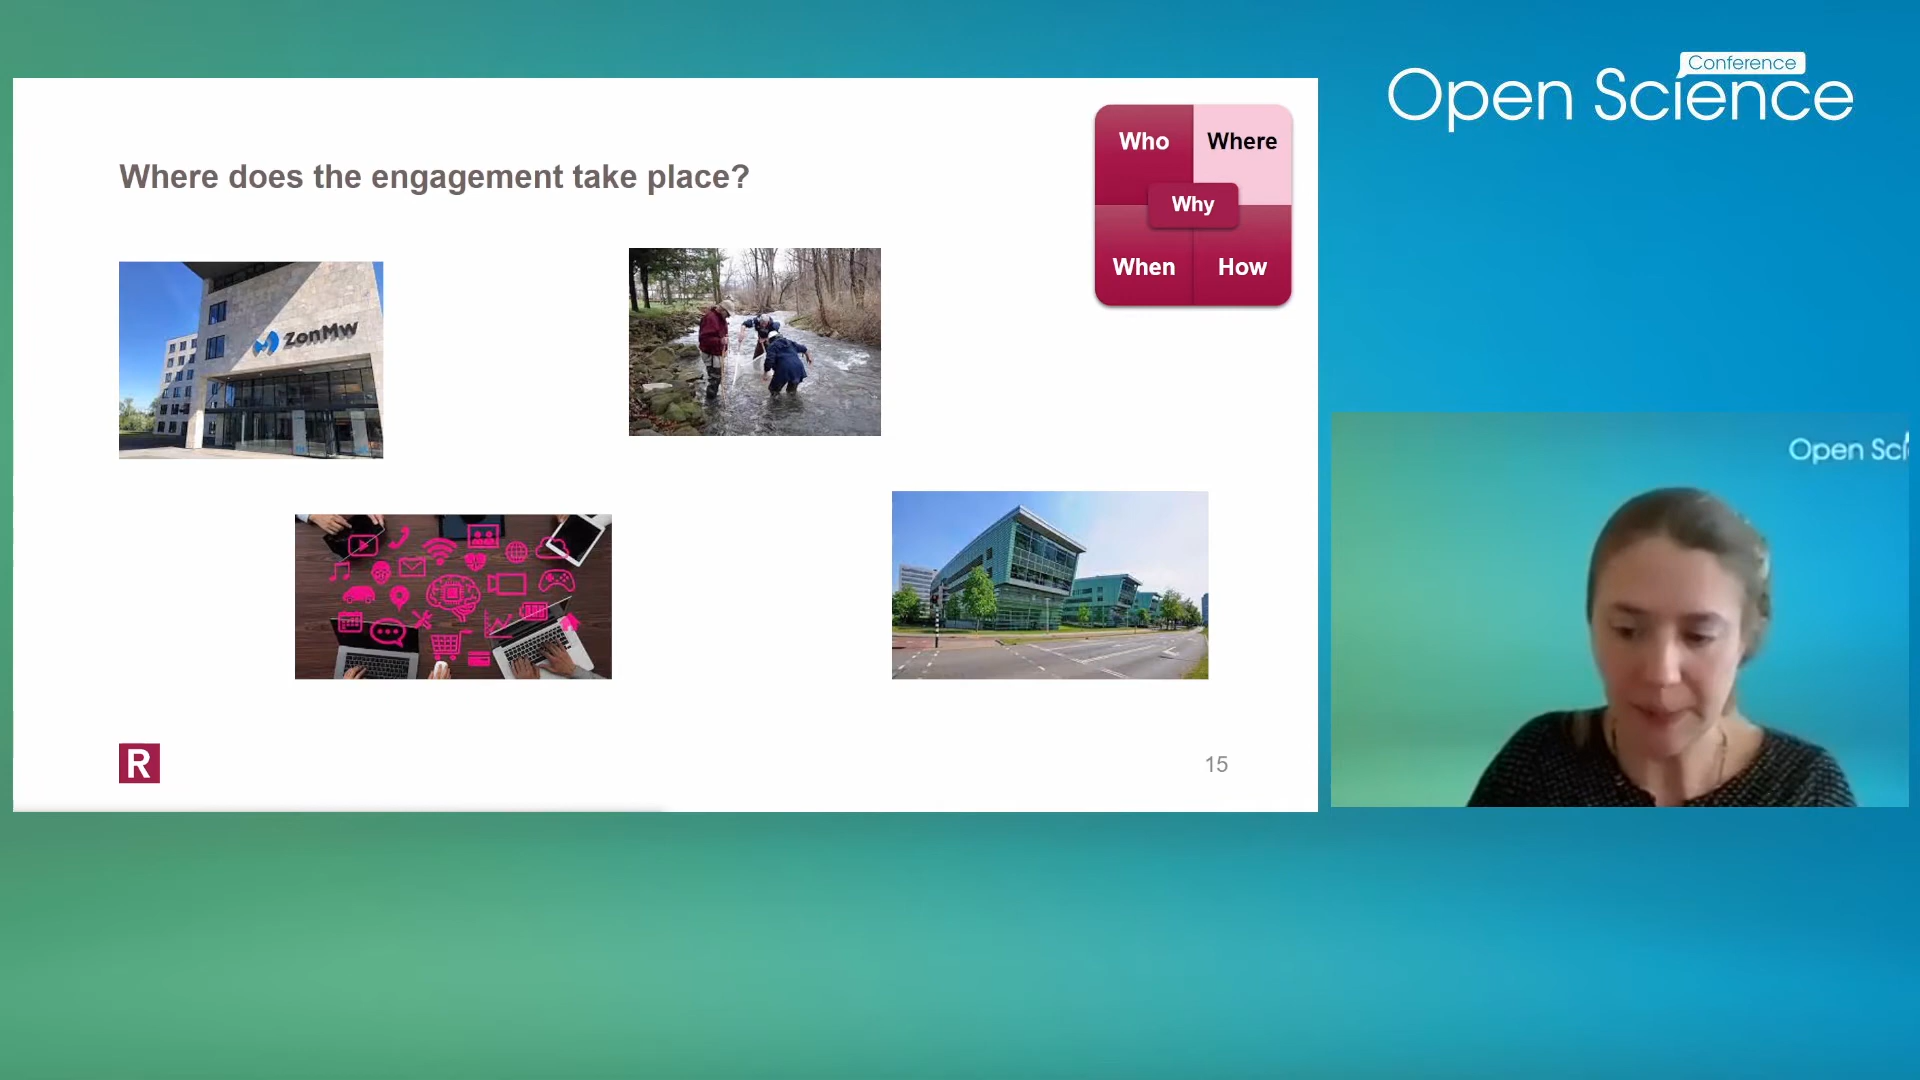 Conference
Open Science
Who
Where
Where does the engagement take place?
Why
When
How
ZonMw
Open Sci
R
15